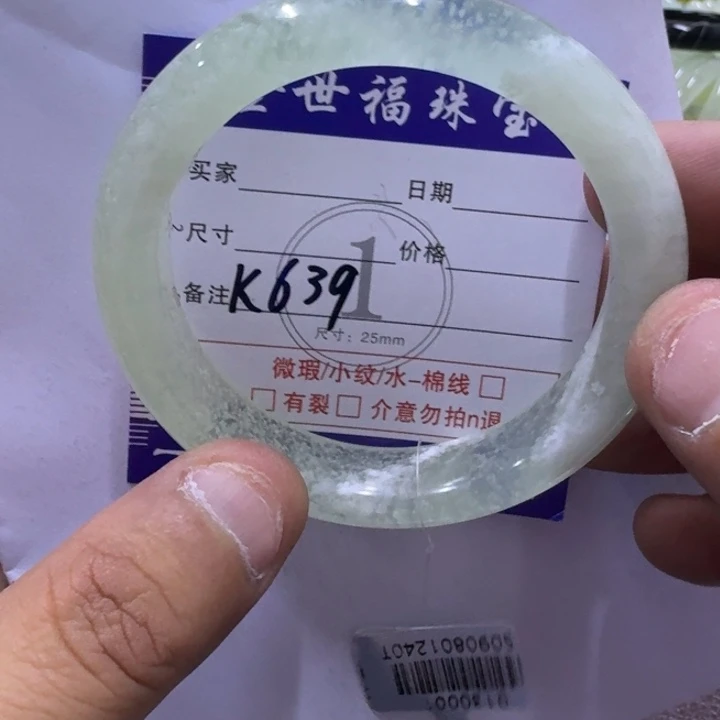 世福珠宝
买家 日期
尺寸 价格
备注 K639
1
尺寸：25mm
微瑕/小纹/水-棉线 □
□ 有裂 □ 介意勿拍n退
5090801240T